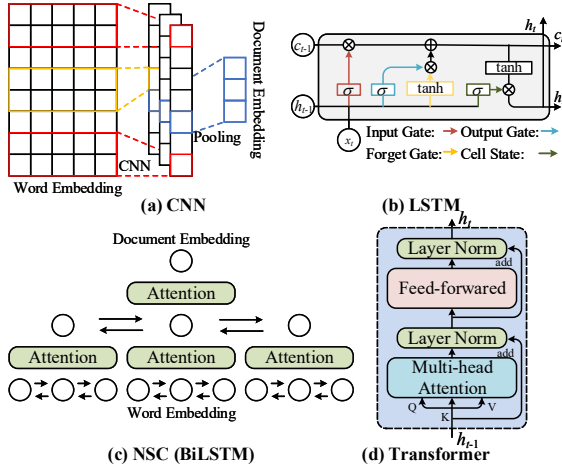 Word Embedding
CNN
Pooling
Document Embedding
(a) CNN
h_t
c_{t-1}
c_t
tanh
σ
σ
tanh
σ
h_{t-1}
h
x_t
Input Gate:
Output Gate:
Forget Gate:
Cell State:
(b) LSTM
Document Embedding
Attention
Attention
Attention
Attention
Word Embedding
(c) NSC (BiLSTM)
h_t
Layer Norm
add
Feed-forwared
Layer Norm
add
Multi-head
Attention
Q
K
V
h_{t-1}
(d) Transformer